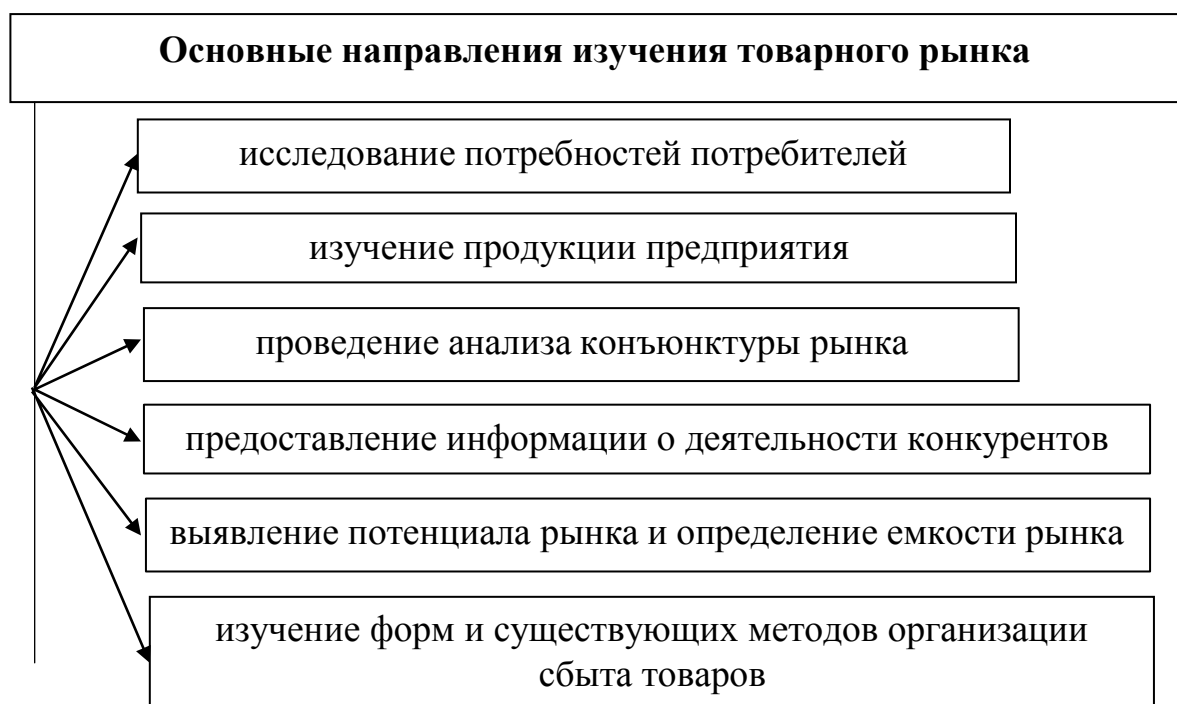 Основные направления изучения товарного рынка
исследование потребностей потребителей
изучение продукции предприятия
проведение анализа конъюнктуры рынка
предоставление информации о деятельности конкурентов
выявление потенциала рынка и определение емкости рынка
изучение форм и существующих методов организации
сбыта товаров